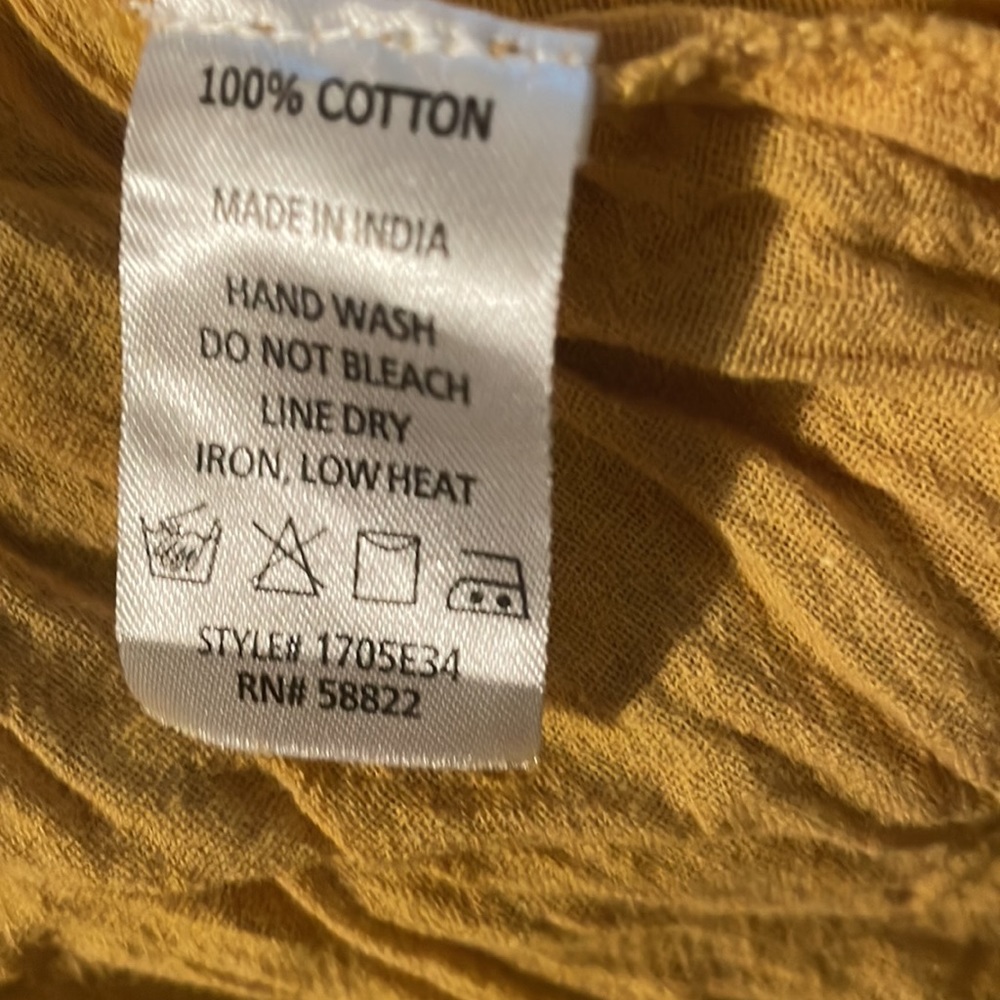 100% COTTON
MADE IN INDIA
HAND WASH
DO NOT BLEACH
LINE DRY
IRON, LOW HEAT
STYLE# 1705E34
RN# 58822